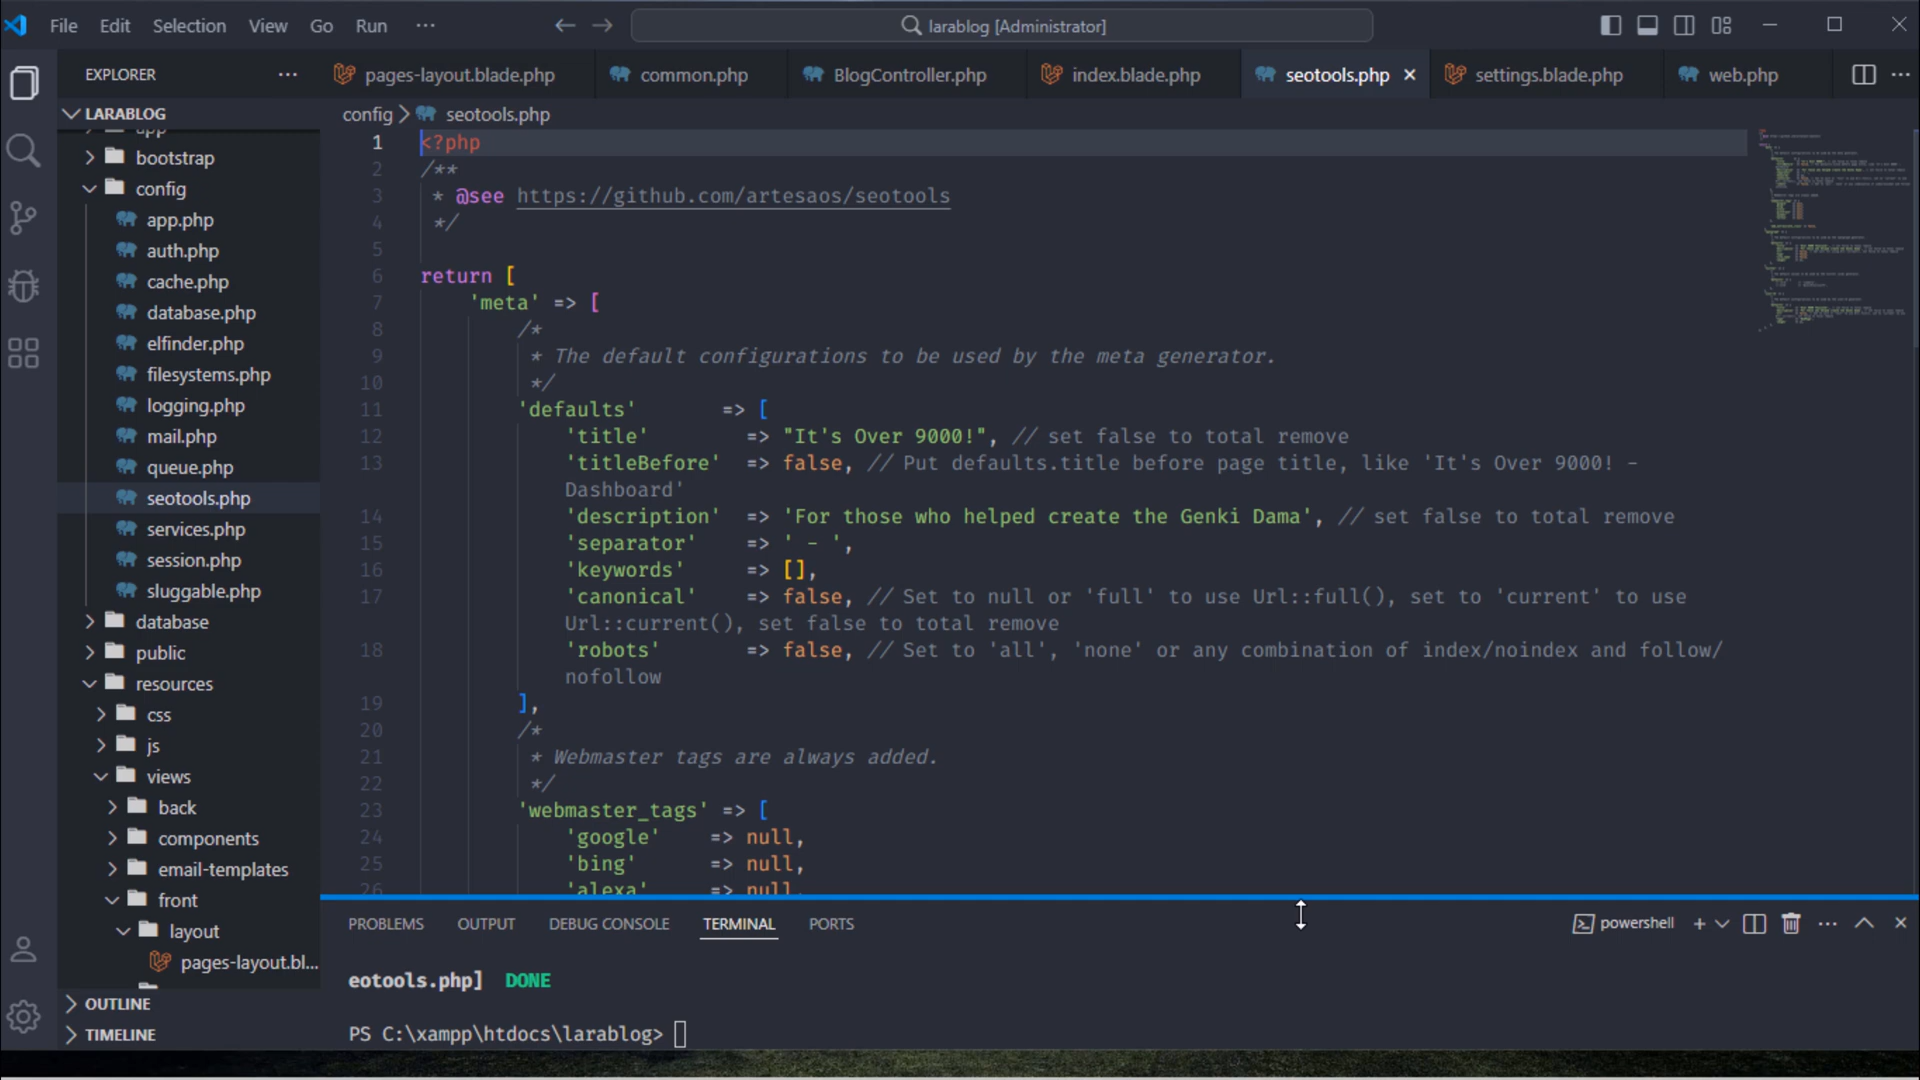 File Edit Selection View Go Run ···
larablog [Administrator]
EXPLORER ···
pages-layout.blade.php common.php BlogController.php index.blade.php seotools.php settings.blade.php web.php
LARABLOG
app
bootstrap
config
app.php
auth.php
cache.php
database.php
elfinder.php
filesystems.php
logging.php
mail.php
queue.php
seotools.php
services.php
session.php
sluggable.php
database
public
resources
css
js
views
back
components
email-templates
front
layout
pages-layout.bl...
OUTLINE
TIMELINE
config > seotools.php
1 <?php
2 /**
3 * @see https://github.com/artesaos/seotools
4 */
5
6 return [
7 'meta' => [
8 /*
9 * The default configurations to be used by the meta generator.
10 */
11 'defaults' => [
12 'title' => "It's Over 9000!", // set false to total remove
13 'titleBefore' => false, // Put defaults.title before page title, like 'It's Over 9000! -
Dashboard'
14 'description' => 'For those who helped create the Genki Dama', // set false to total remove
15 'separator' => ' - ',
16 'keywords' => [],
17 'canonical' => false, // Set to null or 'full' to use Url::full(), set to 'current' to use
Url::current(), set false to total remove
18 'robots' => false, // Set to 'all', 'none' or any combination of index/noindex and follow/
nofollow
19 ],
20 /*
21 * Webmaster tags are always added.
22 */
23 'webmaster_tags' => [
24 'google' => null,
25 'bing' => null,
26 'alexa' => null,
PROBLEMS OUTPUT DEBUG CONSOLE TERMINAL PORTS
powershell
eotools.php] DONE
PS C:\xampp\htdocs\larablog>